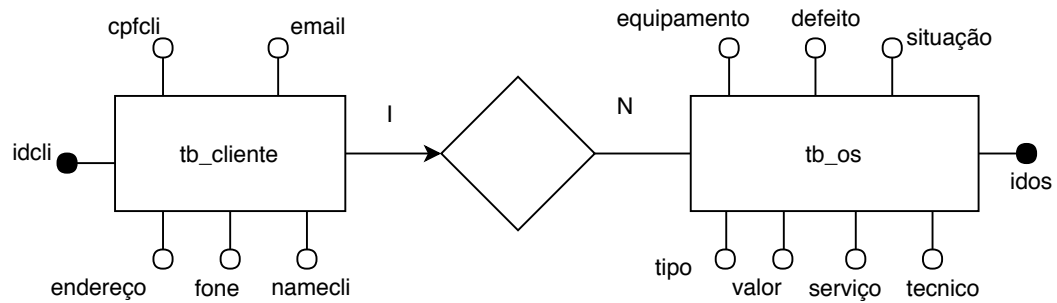 cpfcli
email
equipamento
defeito
situação
I
N
idcli
tb_cliente
tb_os
idos
endereço
fone
namecli
tipo
valor
serviço
tecnico